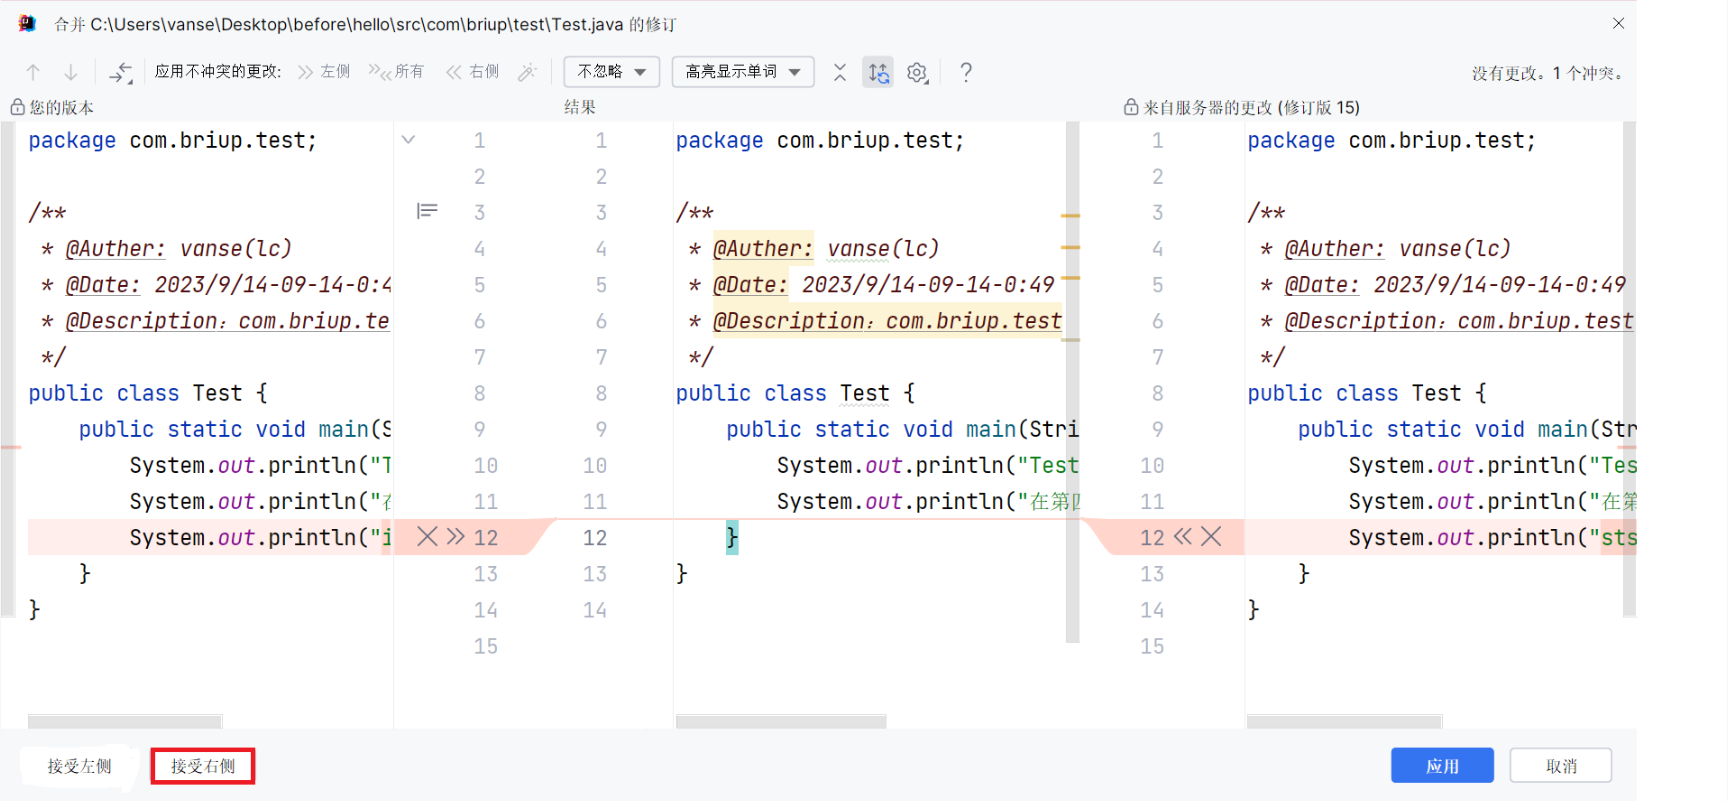 合并 C:\Users\vanse\Desktop\before\hello\src\com\briup\test\Test.java 的修订
应用不冲突的更改: 左侧 所有 右侧 不忽略 高亮显示单词 ? 没有更改。1 个冲突。
您的版本
package com.briup.test;
/**
* @Auther: vanse(lc)
* @Date: 2023/9/14-09-14-0:4
* @Description: com.briup.te
*/
public class Test {
public static void main(S
System.out.println("T
System.out.println("在
System.out.println("i
}
}
1
2
3
4
5
6
7
8
9
10
11
12
13
14
15
结果
1
2
3
4
5
6
7
8
9
10
11
12
13
14
package com.briup.test;
/**
* @Auther: vanse(lc)
* @Date: 2023/9/14-09-14-0:49
* @Description: com.briup.test
*/
public class Test {
public static void main(Stri
System.out.println("Test
System.out.println("在第四
}
}
来自服务器的更改 (修订版 15)
1
2
3
4
5
6
7
8
9
10
11
12
13
14
15
package com.briup.test;
/**
* @Auther: vanse(lc)
* @Date: 2023/9/14-09-14-0:49
* @Description: com.briup.test
*/
public class Test {
public static void main(Str
System.out.println("Tes
System.out.println("在第
System.out.println("sts
}
}
接受左侧 接受右侧 应用 取消